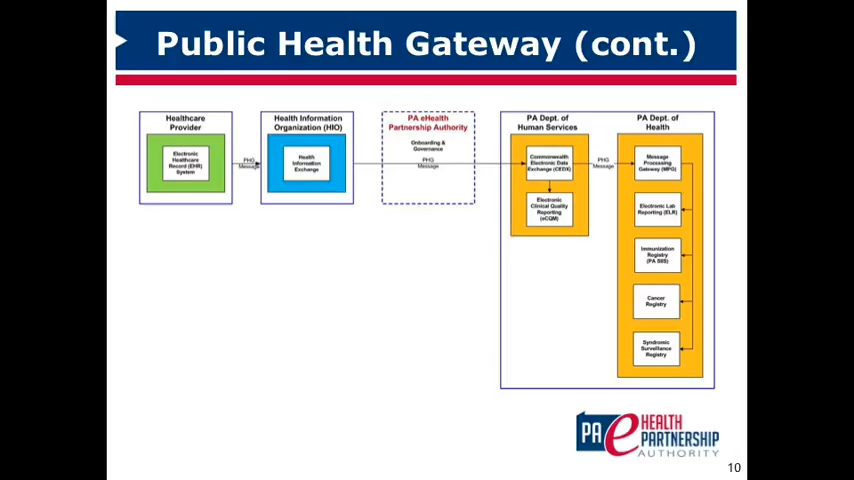 Public Health Gateway (cont.)
Healthcare
Provider
Electronic
Healthcare
Record (EHR)
System
PHG
Message
Health Information
Organization (HIO)
Health
Information
Exchange
PA eHealth
Partnership Authority
Onboarding &
Governance
PHG
Message
PA Dept. of
Human Services
Commonwealth
Electronic Data
Exchange (CEDX)
Electronic
Clinical Quality
Reporting
(eCQM)
PHG
Message
PA Dept. of
Health
Message
Processing
Gateway (MPG)
Electronic Lab
Reporting (ELR)
Immunization
Registry
(PA SIIS)
Cancer
Registry
Syndromic
Surveillance
Registry
PA e HEALTH
PARTNERSHIP
AUTHORITY
10